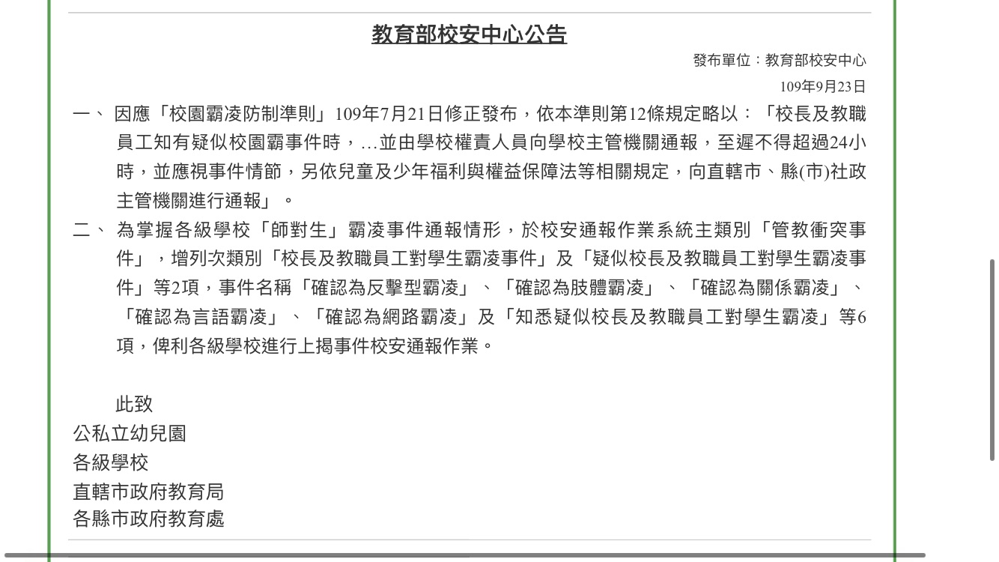 教育部校安中心公告
發布單位：教育部校安中心
109年9月23日
一、 因應「校園霸凌防制準則」109年7月21日修正發布，依本準則第12條規定略以：「校長及教職
員工知有疑似校園霸事件時，…並由學校權責人員向學校主管機關通報，至遲不得超過24小
時，並應視事件情節，另依兒童及少年福利與權益保障法等相關規定，向直轄市、縣(市)社政
主管機關進行通報」。
二、 為掌握各級學校「師對生」霸凌事件通報情形，於校安通報作業系統主類別「管教衝突事
件」，增列次類別「校長及教職員工對學生霸凌事件」及「疑似校長及教職員工對學生霸凌事
件」等2項，事件名稱「確認為反擊型霸凌」、「確認為肢體霸凌」、「確認為關係霸凌」、
「確認為言語霸凌」、「確認為網路霸凌」及「知悉疑似校長及教職員工對學生霸凌」等6
項，俾利各級學校進行上揭事件校安通報作業。
此致
公私立幼兒園
各級學校
直轄市政府教育局
各縣市政府教育處